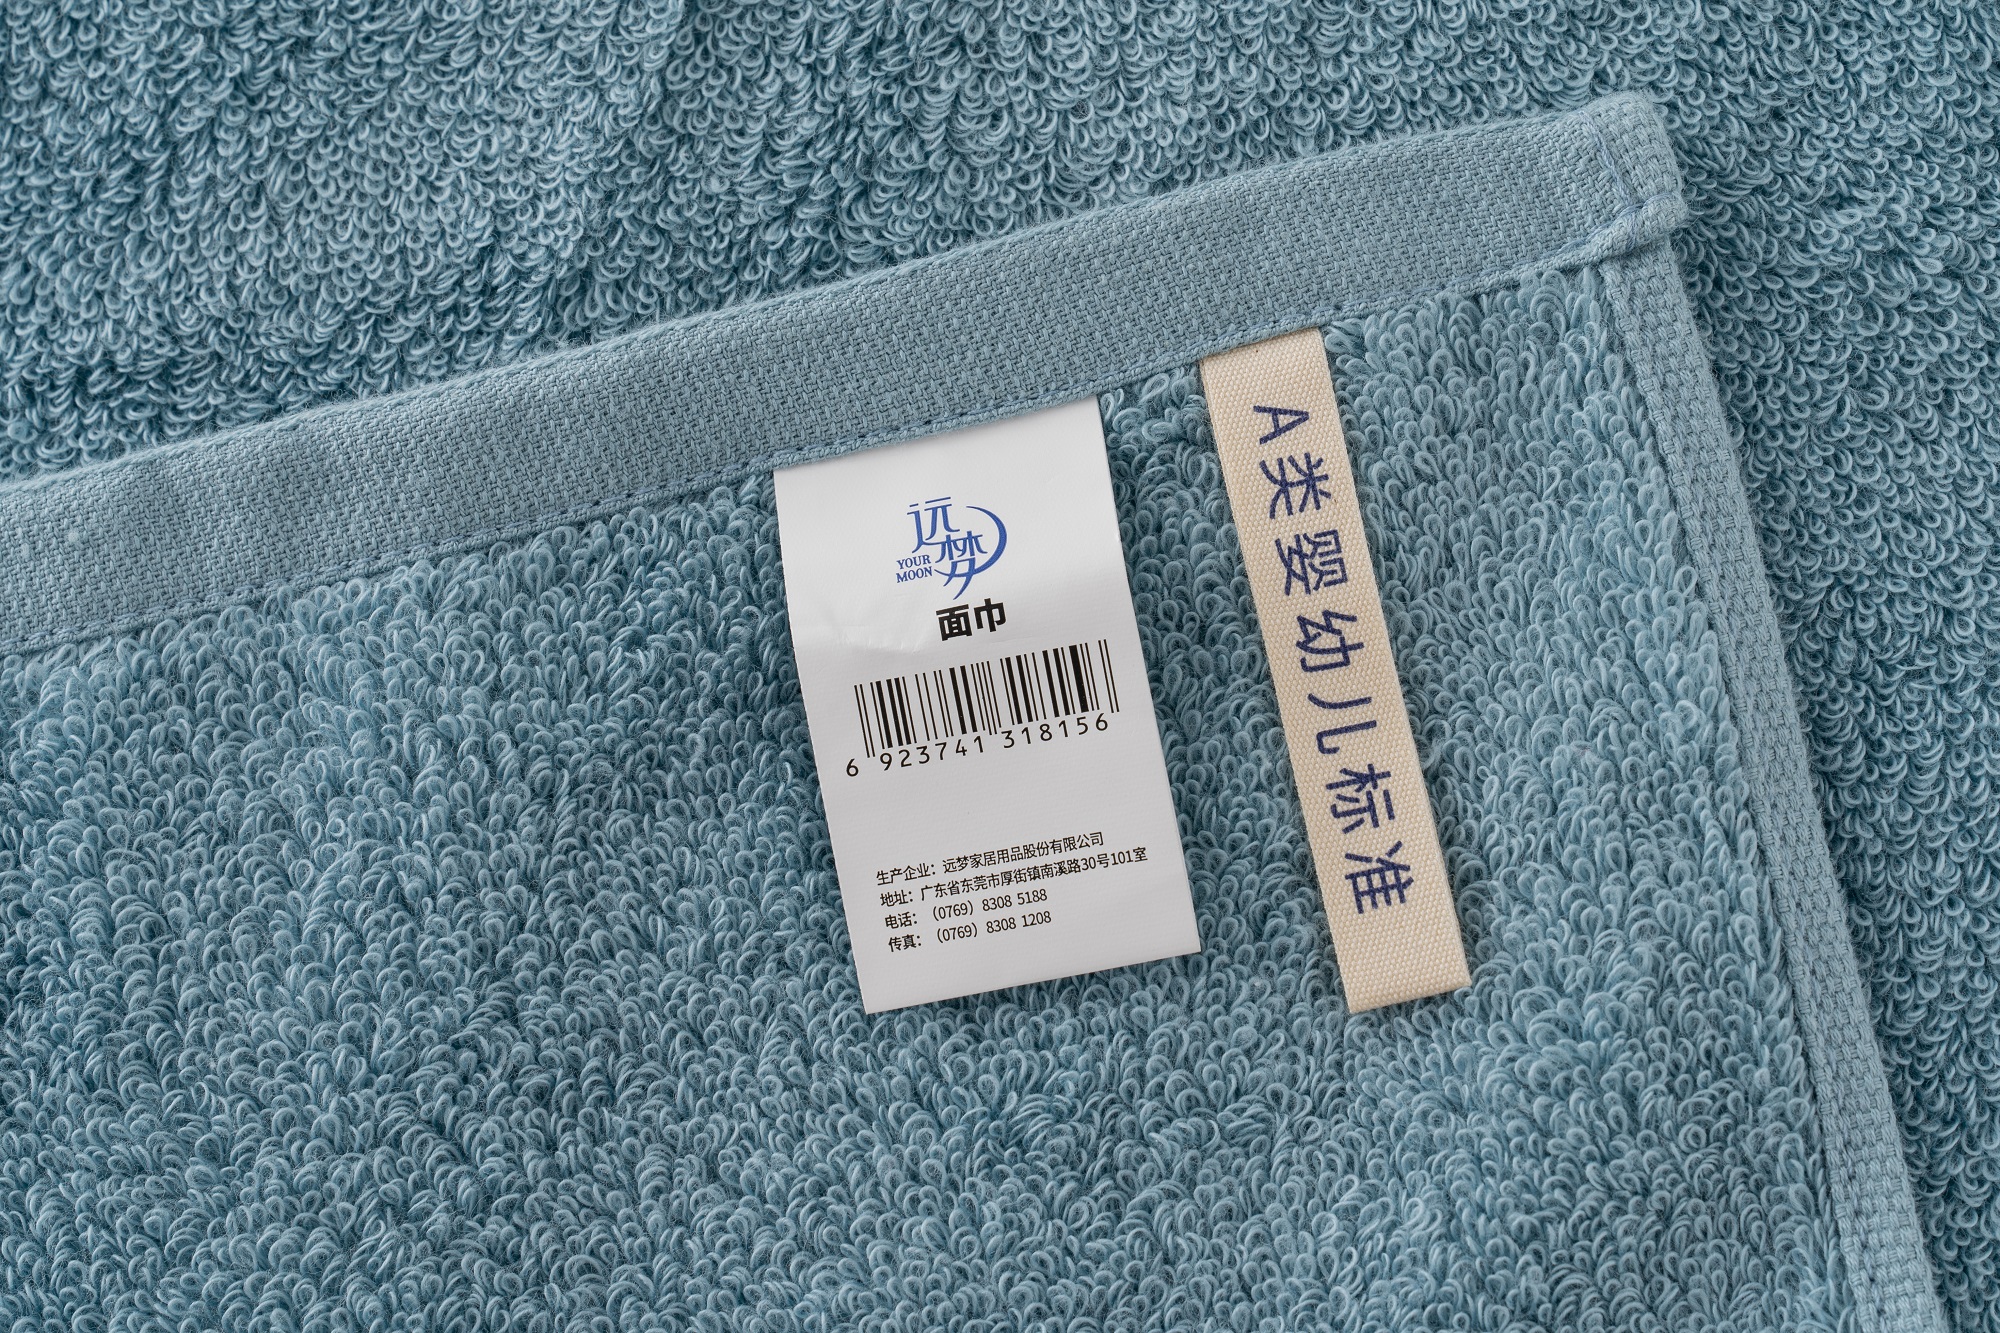 远梦
YOUR
MOON
面巾
6 923741 318156
生产企业：远梦家居用品股份有限公司
地址：广东省东莞市厚街镇南溪路30号101室
电话：（0769）8308 5188
传真：（0769）8308 1208
A类婴幼儿标准